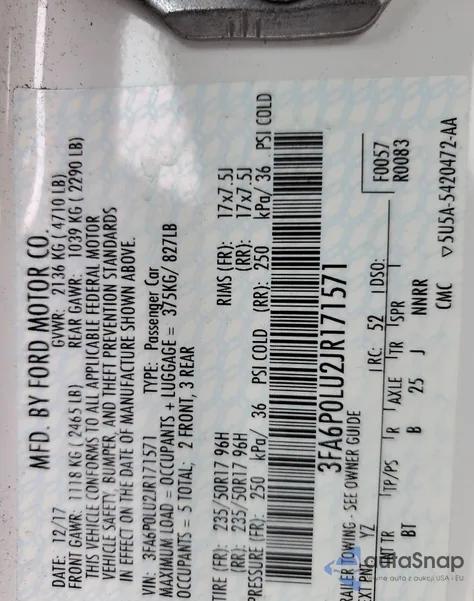 MFD. BY FORD MOTOR CO.
DATE: 12/17 GVWR: 2136 KG ( 4710 LB)
FRONT GAWR: 1118 KG ( 2465 LB) REAR GAWR: 1039 KG ( 2290 LB)
THIS VEHICLE CONFORMS TO ALL APPLICABLE FEDERAL MOTOR
VEHICLE SAFETY, BUMPER, AND THEFT PREVENTION STANDARDS
IN EFFECT ON THE DATE OF MANUFACTURE SHOWN ABOVE.
VIN: 3FA6P0LU2JR171571 TYPE: Passenger Car
MAXIMUM LOAD = OCCUPANTS + LUGGAGE = 375KG/ 827LB
OCCUPANTS = 5 TOTAL; 2 FRONT, 3 REAR
TIRE (FR): 235/50R17 96H RIMS (FR): 17x7.5J
(RR): 235/50R17 96H (RR): 17x7.5J
PRESSURE (FR): 250 kPa/ 36 PSI COLD (RR): 250 kPa/ 36 PSI COLD
3FA6P0LU2JR171571
F0057
R0083
TOWING - SEE OWNER GUIDE
YZ RC: 52 DSO:
TR TP/PS R AXLE TR SPR
BT B 25 J NNRR
CMC 5U5A-5420472-AA
autoSnap